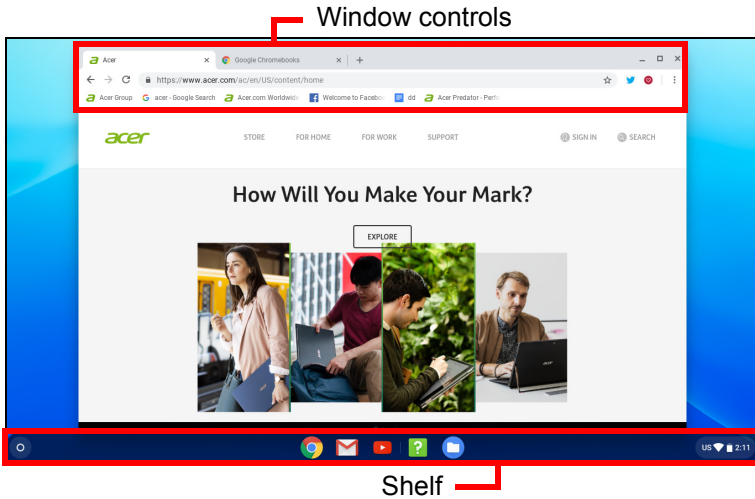 Window controls
Acer Google Chromebooks
https://www.acer.com/ac/en/US/content/home
Acer Group acer - Google Search Acer.com Worldwide Welcome to Facebo dd Acer Predator - Perfo
acer STORE FOR HOME FOR WORK SUPPORT SIGN IN SEARCH
How Will You Make Your Mark?
EXPLORE
acer
US 2:11
Shelf